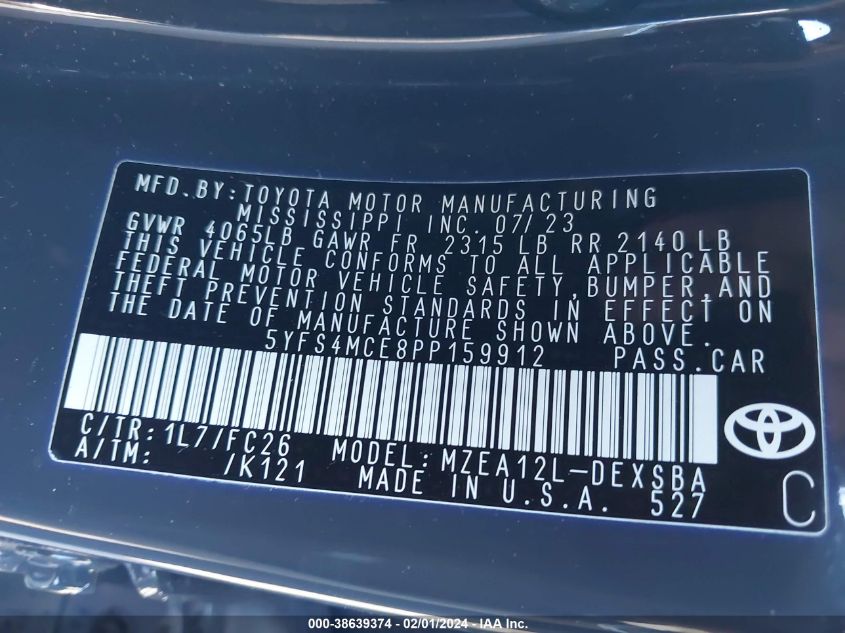 MFD.BY:TOYOTA MOTOR MANUFACTURING
MISSISSIPPI INC. 07/23
GVWR 4065LB GAWR FR 2315 LB RR 2140 LB
THIS VEHICLE CONFORMS TO ALL APPLICABLE
FEDERAL MOTOR VEHICLE SAFETY,BUMPER,AND
THEFT PREVENTION STANDARDS IN EFFECT ON
THE DATE OF MANUFACTURE SHOWN ABOVE.
5YFS4MCE8PP159912 PASS.CAR
C/TR:1L7/FC26 MODEL:MZEA12L-DEXSBA
A/TM: /K121 MADE IN U.S.A. 527
C
000-38639374 - 02/01/2024 - IAA Inc.